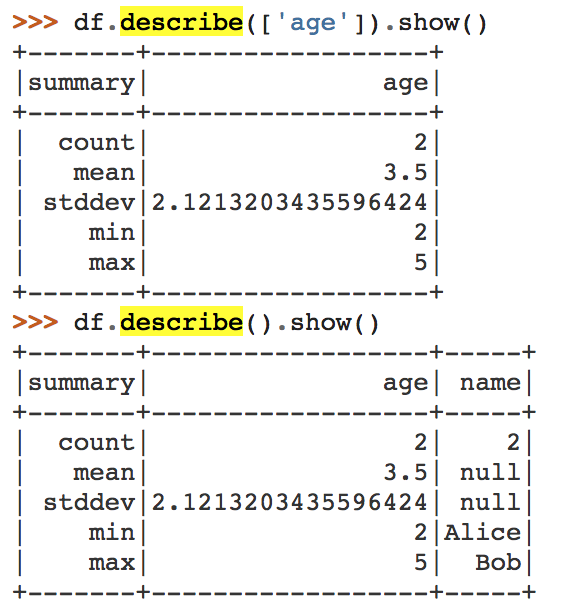 >>> df.describe(['age']).show()
+-------+------------------+
|summary|               age|
+-------+------------------+
|  count|                 2|
|   mean|               3.5|
| stddev|2.1213203435596424|
|    min|                 2|
|    max|                 5|
+-------+------------------+
>>> df.describe().show()
+-------+------------------+-----+
|summary|               age| name|
+-------+------------------+-----+
|  count|                 2|    2|
|   mean|               3.5| null|
| stddev|2.1213203435596424| null|
|    min|                 2|Alice|
|    max|                 5|  Bob|
+-------+------------------+-----+